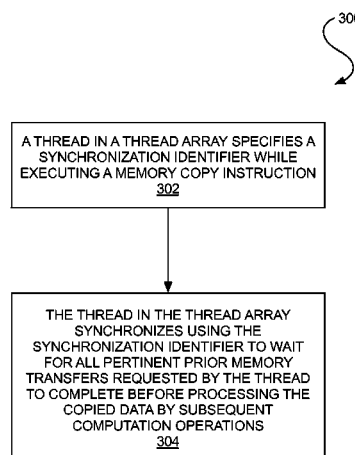 300
A THREAD IN A THREAD ARRAY SPECIFIES A
SYNCHRONIZATION IDENTIFIER WHILE
EXECUTING A MEMORY COPY INSTRUCTION
302
THE THREAD IN THE THREAD ARRAY
SYNCHRONIZES USING THE
SYNCHRONIZATION IDENTIFIER TO WAIT
FOR ALL PERTINENT PRIOR MEMORY
TRANSFERS REQUESTED BY THE THREAD
TO COMPLETE BEFORE PROCESSING THE
COPIED DATA BY SUBSEQUENT
COMPUTATION OPERATIONS
304